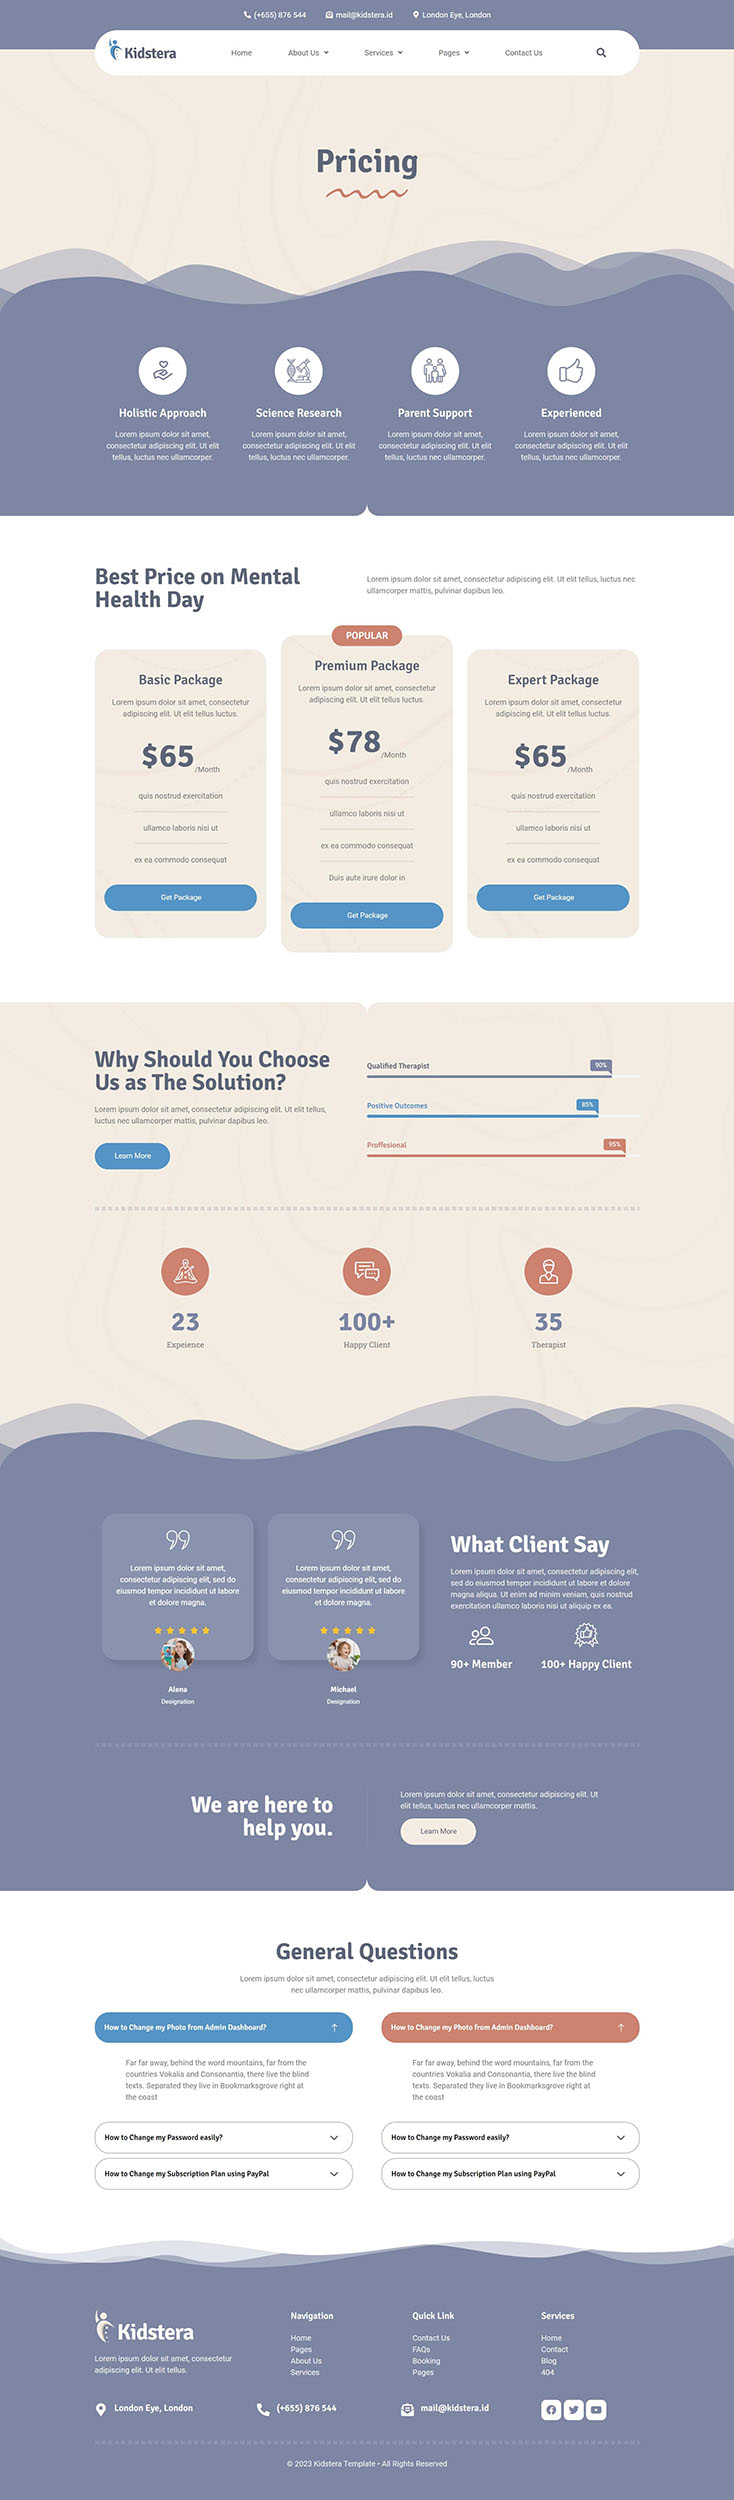 (+655) 876 544 mail@kidstera.id London Eye, London
Kidstera Home About Us Services Pages Contact Us
Pricing
Holistic Approach
Lorem ipsum dolor sit amet,
consectetur adipiscing elit. Ut elit
tellus, luctus nec ullamcorper.
Science Research
Lorem ipsum dolor sit amet,
consectetur adipiscing elit. Ut elit
tellus, luctus nec ullamcorper.
Parent Support
Lorem ipsum dolor sit amet,
consectetur adipiscing elit. Ut elit
tellus, luctus nec ullamcorper.
Experienced
Lorem ipsum dolor sit amet,
consectetur adipiscing elit. Ut elit
tellus, luctus nec ullamcorper.
Best Price on Mental
Health Day
Lorem ipsum dolor sit amet, consectetur adipiscing elit. Ut elit tellus, luctus nec
ullamcorper mattis, pulvinar dapibus leo.
Basic Package
Lorem ipsum dolor sit amet, consectetur
adipiscing elit. Ut elit tellus luctus.
$65 /Month
quis nostrud exercitation
ullamco laboris nisi ut
ex ea commodo consequat
Get Package
POPULAR
Premium Package
Lorem ipsum dolor sit amet, consectetur
adipiscing elit. Ut elit tellus luctus.
$78 /Month
quis nostrud exercitation
ullamco laboris nisi ut
ex ea commodo consequat
Duis aute irure dolor in
Get Package
Expert Package
Lorem ipsum dolor sit amet, consectetur
adipiscing elit. Ut elit tellus luctus.
$65 /Month
quis nostrud exercitation
ullamco laboris nisi ut
ex ea commodo consequat
Get Package
Why Should You Choose
Us as The Solution?
Lorem ipsum dolor sit amet, consectetur adipiscing elit. Ut elit tellus,
luctus nec ullamcorper mattis, pulvinar dapibus leo.
Learn More
Qualified Therapist 90%
Positive Outcomes 85%
Proffesional 95%
23
Expeience
100+
Happy Client
35
Therapist
Lorem ipsum dolor sit amet,
consectetur adipiscing elit, sed do
eiusmod tempor incididunt ut labore
et dolore magna.
Alena
Designation
Lorem ipsum dolor sit amet,
consectetur adipiscing elit, sed do
eiusmod tempor incididunt ut labore
et dolore magna.
Michael
Designation
What Client Say
Lorem ipsum dolor sit amet, consectetur adipiscing elit,
sed do eiusmod tempor incididunt ut labore et dolore
magna aliqua. Ut enim ad minim veniam, quis nostrud
exercitation ullamco laboris nisi ut aliquip ex ea.
90+ Member 100+ Happy Client
We are here to
help you.
Lorem ipsum dolor sit amet, consectetur adipiscing elit. Ut
elit tellus, luctus nec ullamcorper mattis.
Learn More
General Questions
Lorem ipsum dolor sit amet, consectetur adipiscing elit. Ut elit tellus, luctus
nec ullamcorper mattis, pulvinar dapibus leo.
How to Change my Photo from Admin Dashboard?
Far far away, behind the word mountains, far from the
countries Vokalia and Consonantia, there live the blind
texts. Separated they live in Bookmarksgrove right at
the coast
How to Change my Password easily?
How to Change my Subscription Plan using PayPal
How to Change my Photo from Admin Dashboard?
Far far away, behind the word mountains, far from the
countries Vokalia and Consonantia, there live the blind
texts. Separated they live in Bookmarksgrove right at
the coast
How to Change my Password easily?
How to Change my Subscription Plan using PayPal
Kidstera
Lorem ipsum dolor sit amet, consectetur
adipiscing elit. Ut elit tellus.
Navigation
Home
Pages
About Us
Services
Quick Link
Contact Us
FAQs
Booking
Pages
Services
Home
Contact
Blog
404
London Eye, London (+655) 876 544 mail@kidstera.id
© 2023 Kidstera Template • All Rights Reserved